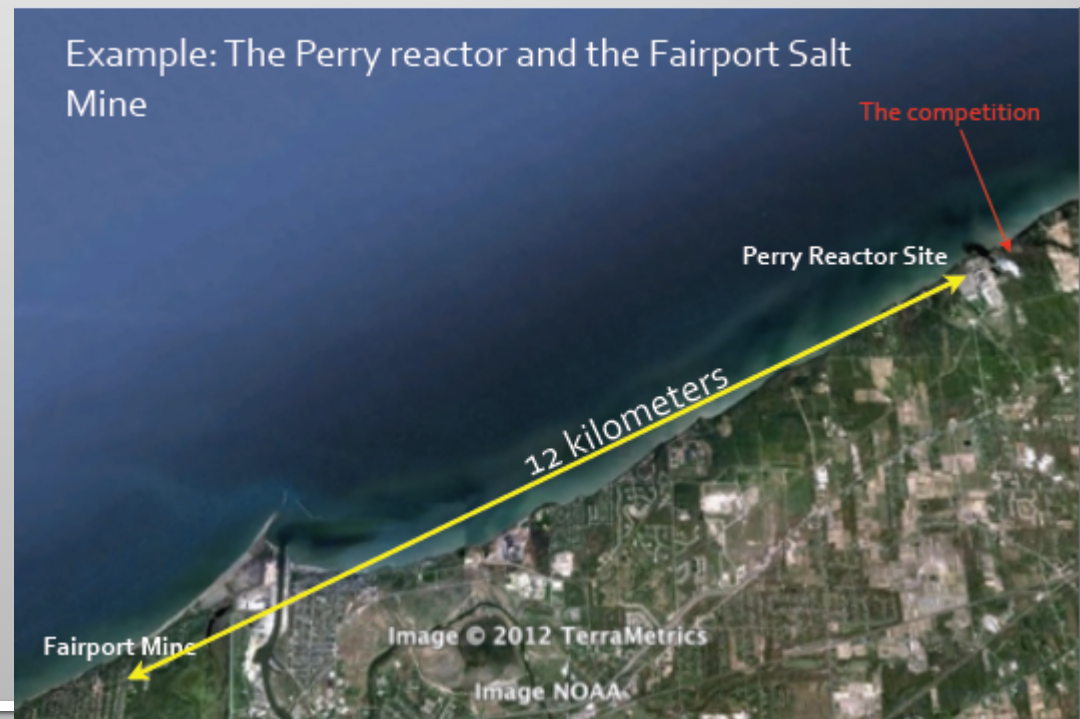 Example: The Perry reactor and the Fairport Salt
Mine
The competition
Perry Reactor Site
12 kilometers
Fairport Mine
Image © 2012 TerraMetrics
Image NOAA